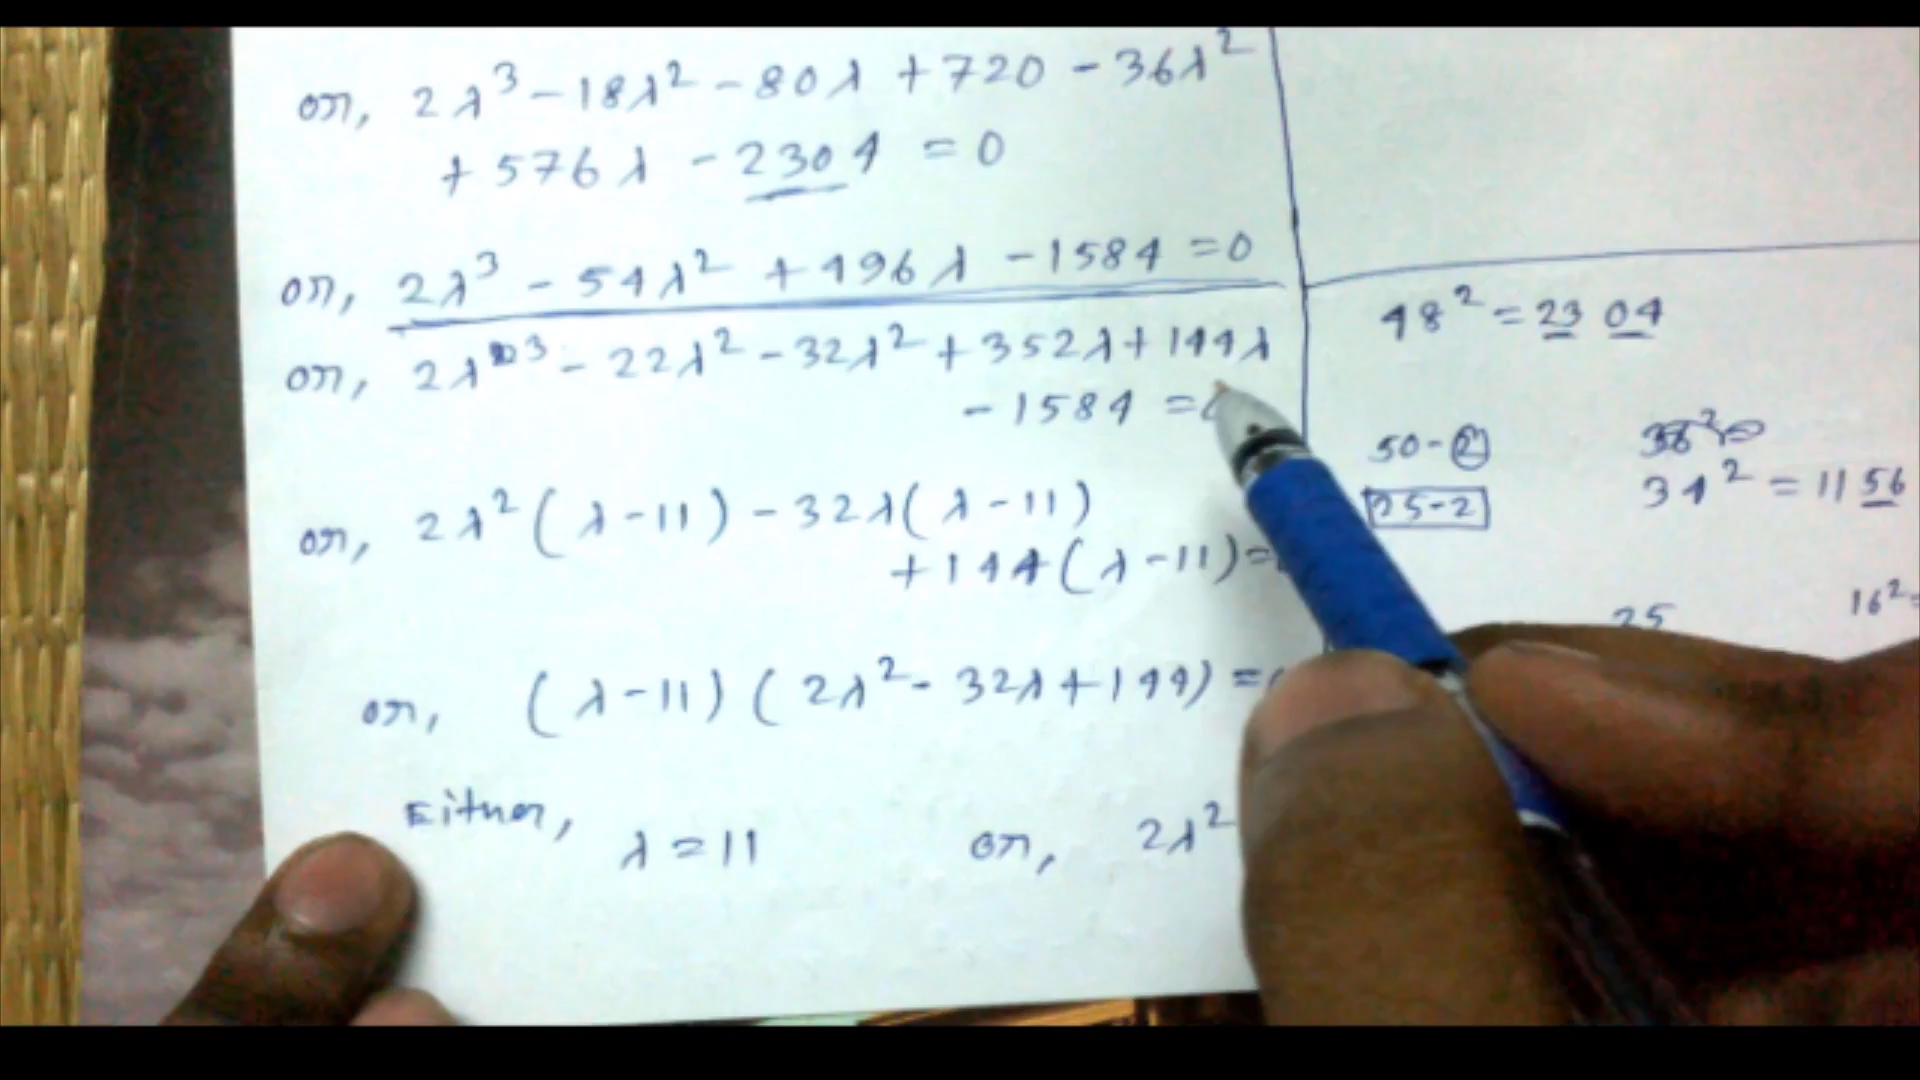 or, 2λ³ - 18λ² - 80λ + 720 - 36λ²
+ 576λ - 2304 = 0
or, 2λ³ - 54λ² + 496λ - 1584 = 0
or, 2λ³ - 22λ² - 32λ² + 352λ + 144λ
- 1584 =
or, 2λ² (λ-11) - 32λ (λ-11)
+ 144 (λ-11) =
or, (λ-11) (2λ² - 32λ + 144) =
Either, λ = 11 or, 2λ²
48² = 2304
50-2
25-2
34² = 1156
25
16² =